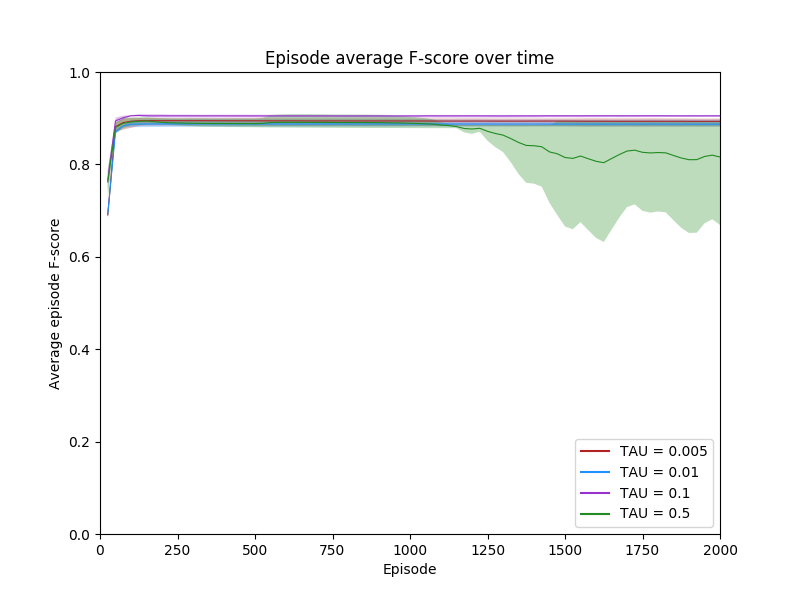 Episode average F-score over time
1.0
0.8
0.6
0.4
0.2
0.0
Average episode F-score
0 250 500 750 1000 1250 1500 1750 2000
Episode
TAU = 0.005
TAU = 0.01
TAU = 0.1
TAU = 0.5